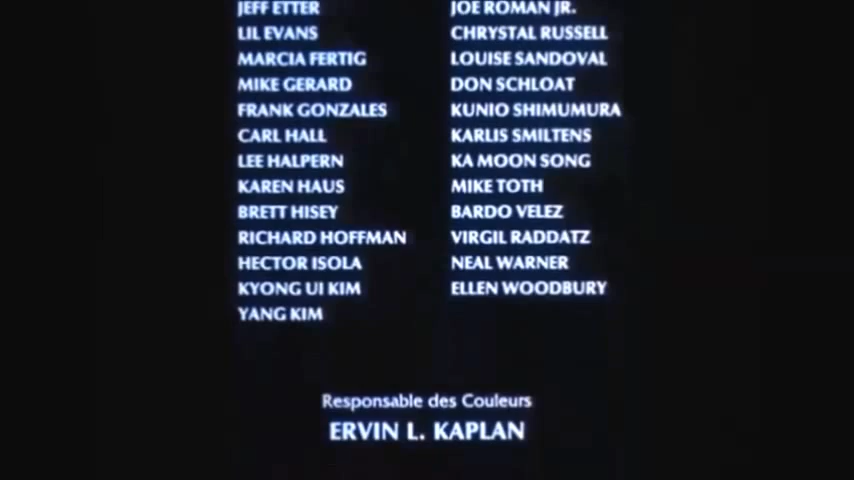 JEFF ETTER
LIL EVANS
MARCIA FERTIG
MIKE GERARD
FRANK GONZALES
CARL HALL
LEE HALPERN
KAREN HAUS
BRETT HISEY
RICHARD HOFFMAN
HECTOR ISOLA
KYONG UI KIM
YANG KIM
JOE ROMAN JR.
CHRYSTAL RUSSELL
LOUISE SANDOVAL
DON SCHLOAT
KUNIO SHIMUMURA
KARLIS SMILTENS
KA MOON SONG
MIKE TOTH
BARDO VELEZ
VIRGIL RADDATZ
NEAL WARNER
ELLEN WOODBURY
Responsable des Couleurs
ERVIN L. KAPLAN